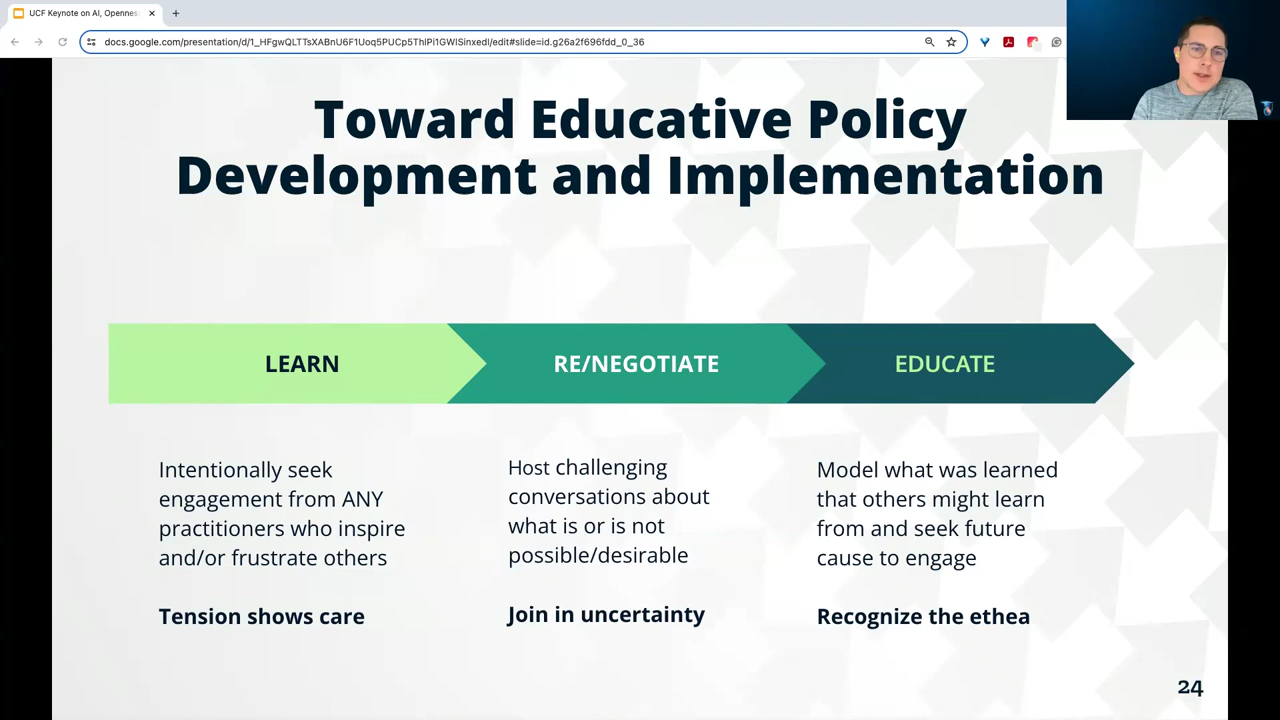 UCF Keynote on AI, Openness
docs.google.com/presentation/d/1_HFgwQLTTsXABnU6F1Uoq5PUCp5ThlPi1GWISinxedI/edit#slide=id.g26a2f696fdd_0_36
Toward Educative Policy
Development and Implementation
LEARN
RE/NEGOTIATE
EDUCATE
Intentionally seek
engagement from ANY
practitioners who inspire
and/or frustrate others
Tension shows care
Host challenging
conversations about
what is or is not
possible/desirable
Join in uncertainty
Model what was learned
that others might learn
from and seek future
cause to engage
Recognize the ethea
24